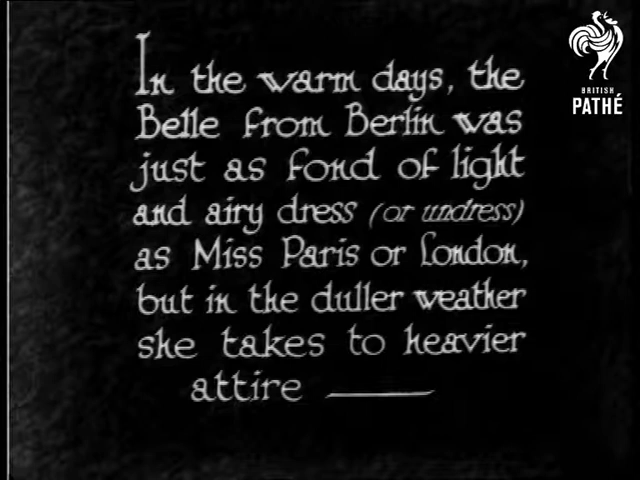 In the warm days, the
Belle from Berlin was
just as fond of light
and airy dress (or undress)
as Miss Paris or London,
but in the duller weather
she takes to heavier
attire ———
BRITISH
PATHÉ